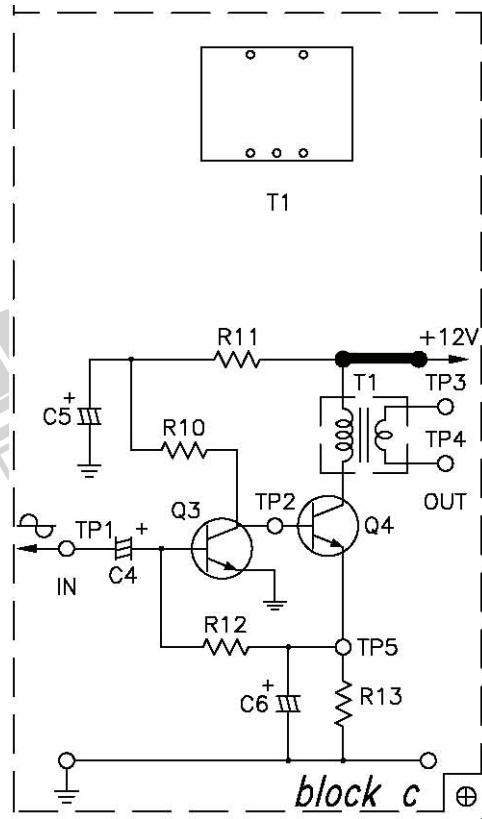 T1
R11
+12V
C5
+
R10
T1
TP3
TP4
Q3
TP2
Q4
OUT
TP1
+
IN
C4
R12
TP5
C6
+
R13
block c